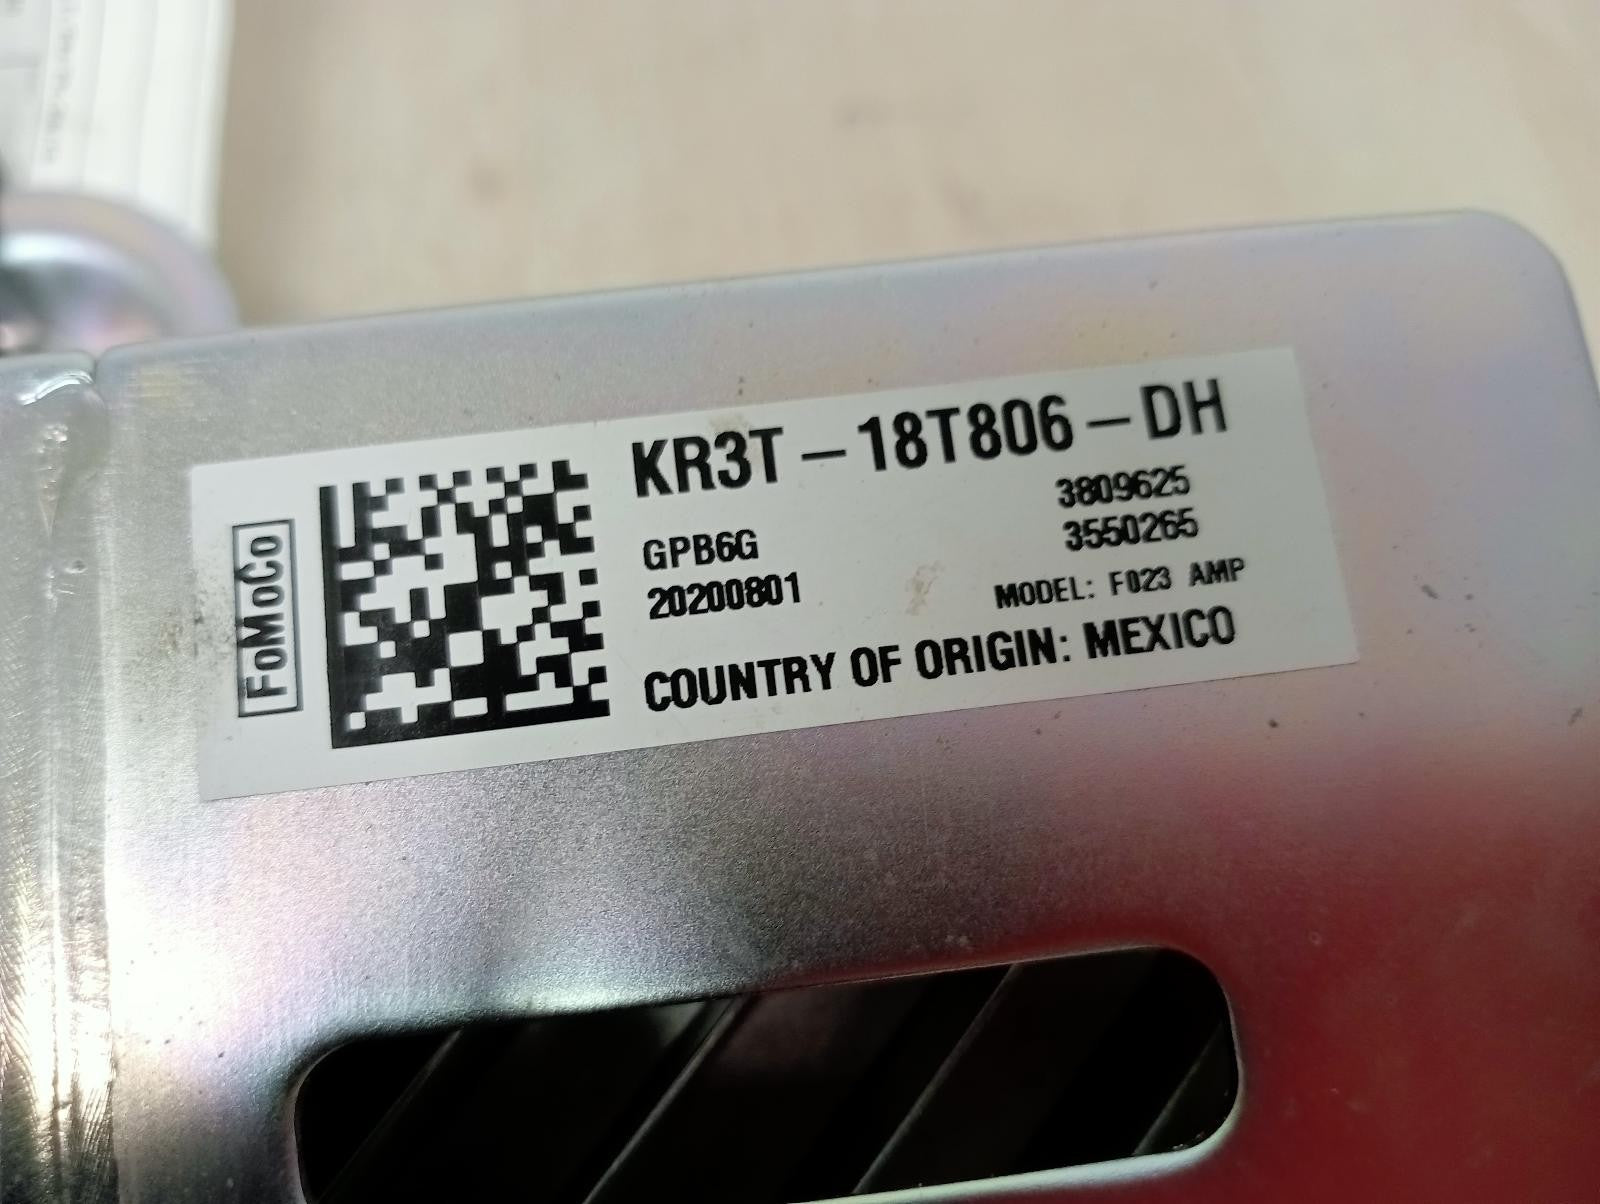 FoMoCo
KR3T-18T806-DH
3809625
GPB6G
3550265
20200801
MODEL: F023 AMP
COUNTRY OF ORIGIN: MEXICO